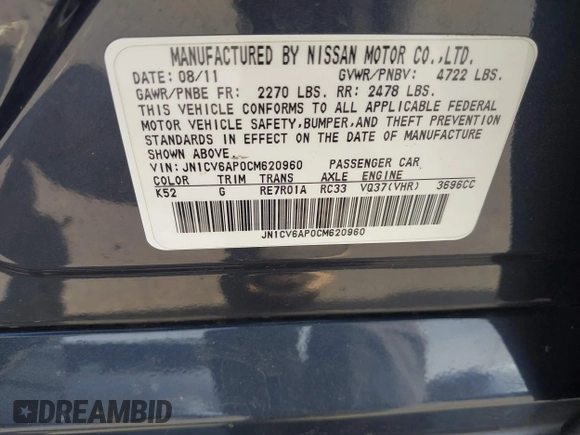 MANUFACTURED BY NISSAN MOTOR CO.,LTD.
DATE: 08/11 GVWR/PNBV: 4722 LBS.
GAWR/PNBE FR: 2270 LBS. RR: 2478 LBS.
THIS VEHICLE CONFORMS TO ALL APPLICABLE FEDERAL
MOTOR VEHICLE SAFETY,BUMPER,AND THEFT PREVENTION
STANDARDS IN EFFECT ON THE DATE OF MANUFACTURE
SHOWN ABOVE.
VIN: JN1CV6AP0CM620960 PASSENGER CAR
COLOR TRIM TRANS AXLE ENGINE
K52 G RE7R01A RC33 VQ37(VHR) 3696CC
JN1CV6AP0CM620960
DREAMBID